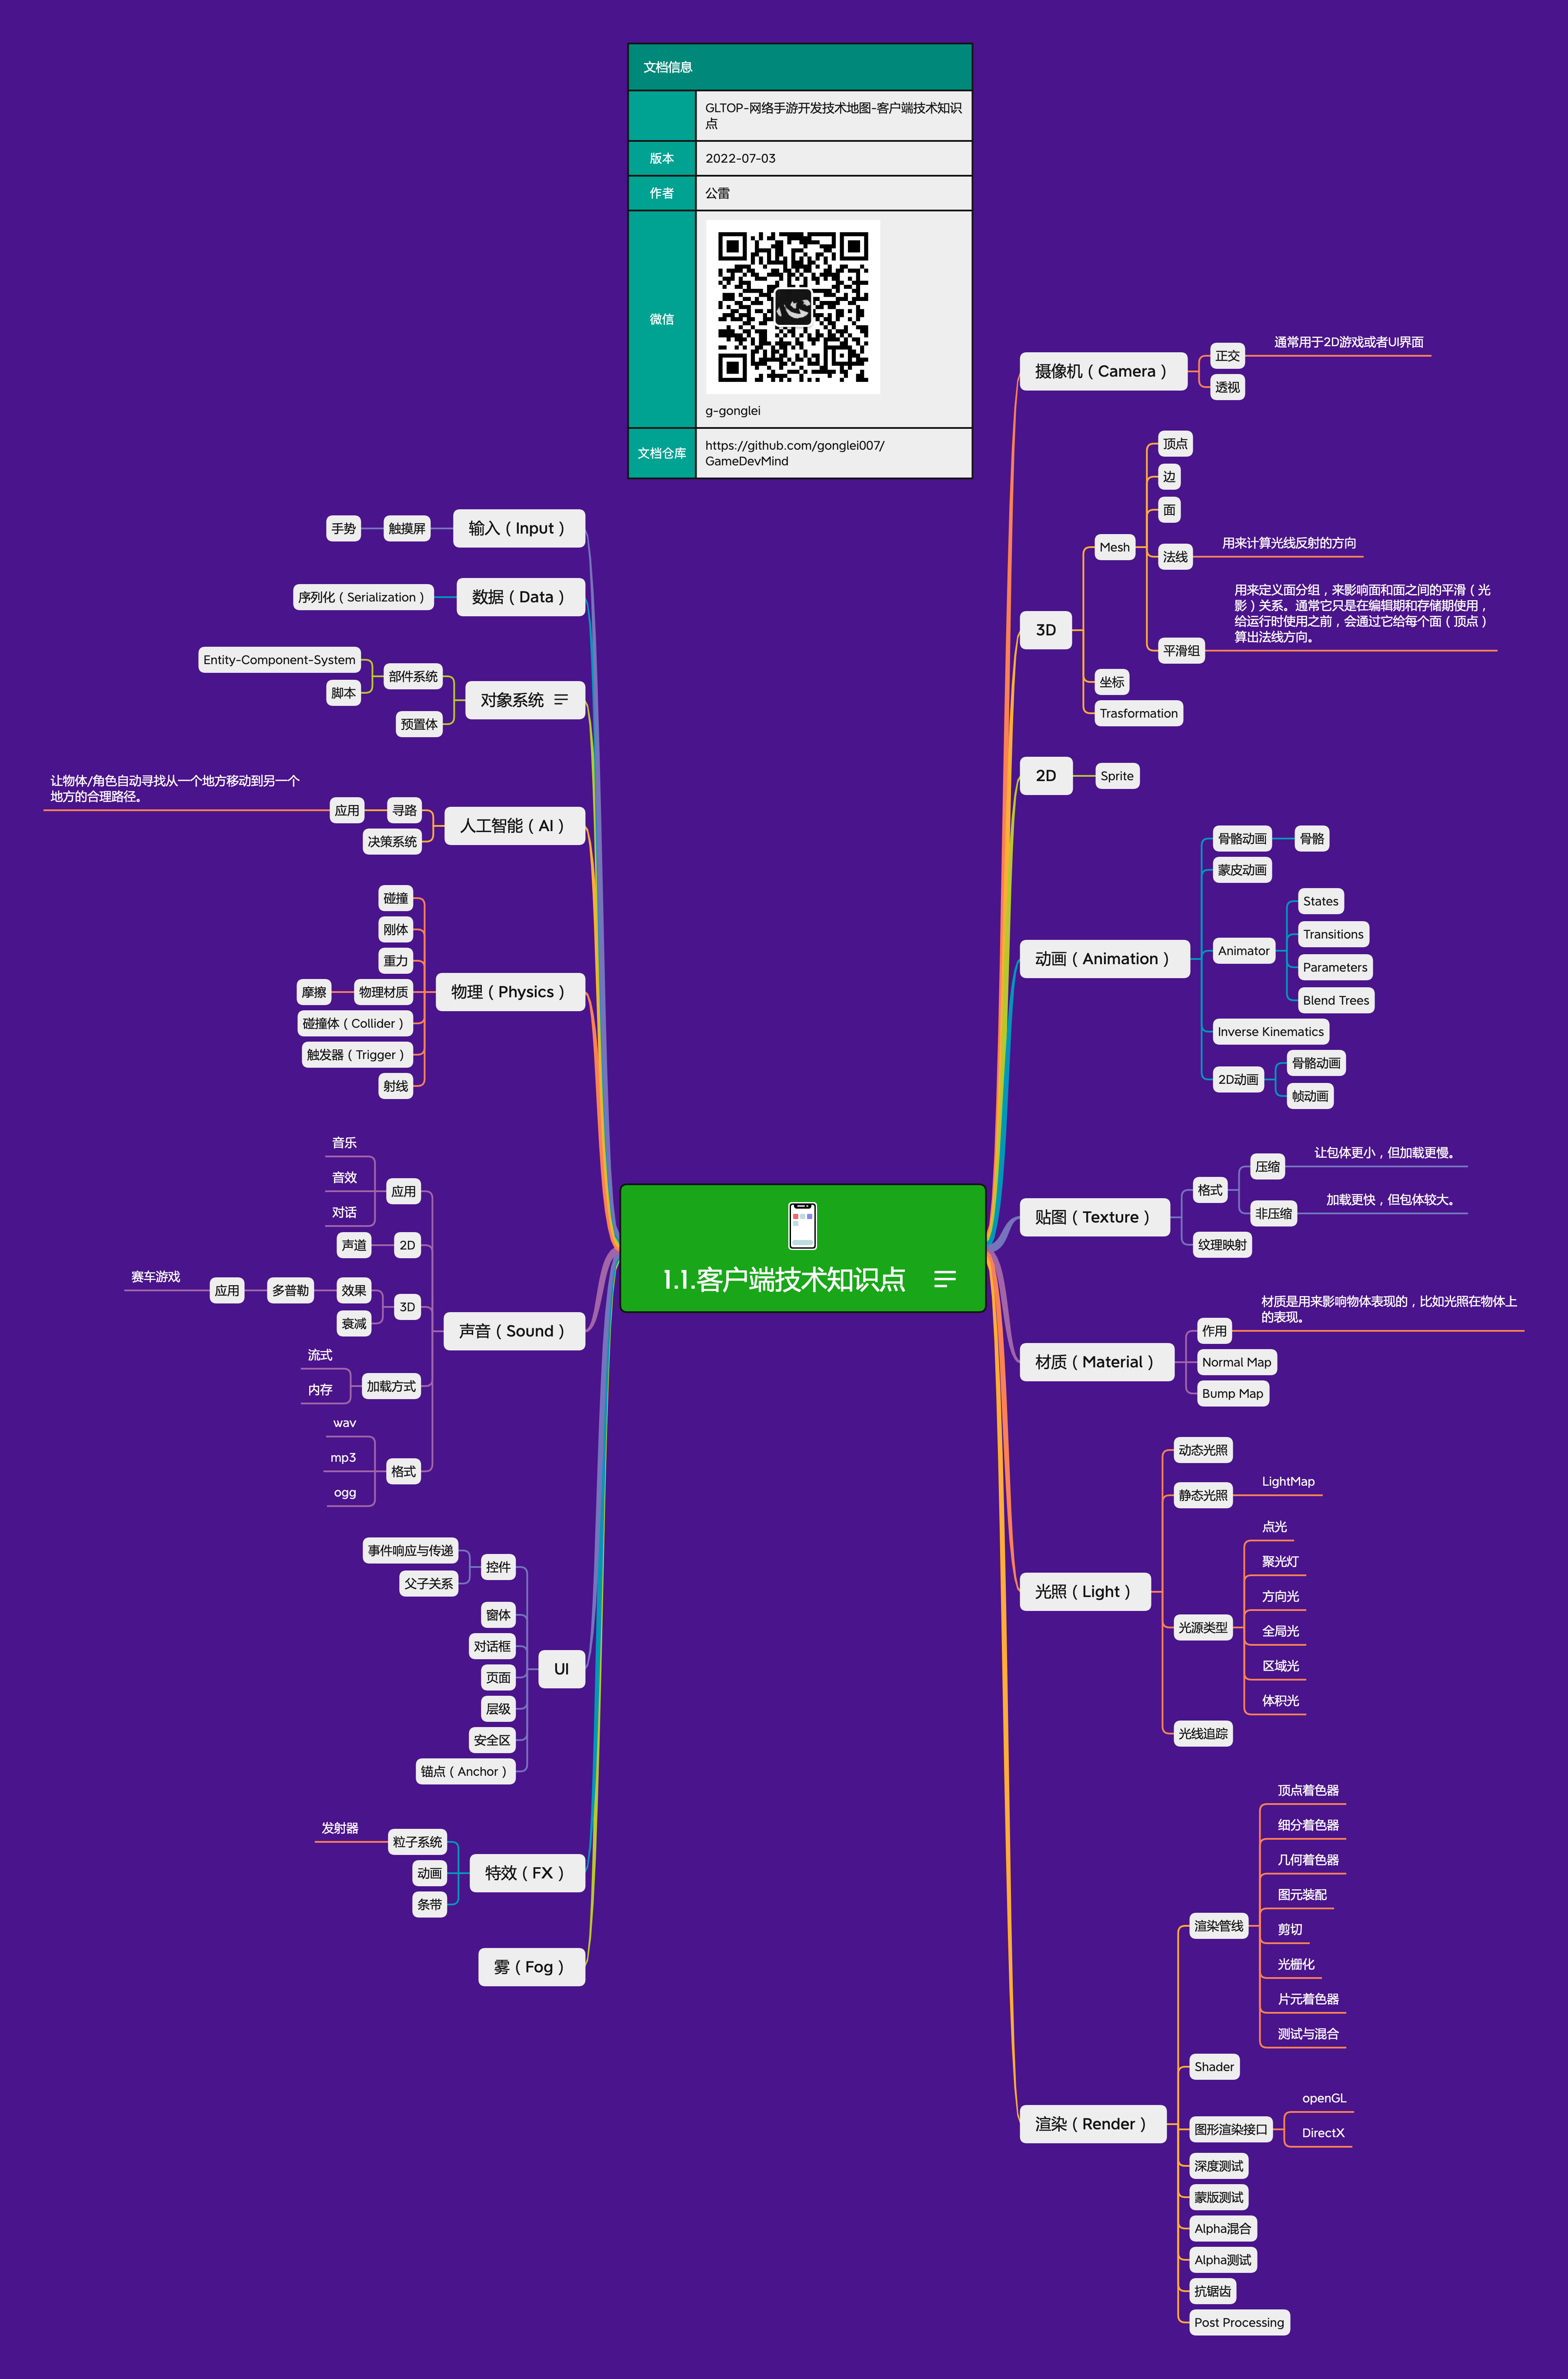 文档信息
GLTOP-网络手游开发技术地图-客户端技术知识
点
版本
2022-07-03
作者
公雷
微信
g-gonglei
文档仓库
https://github.com/gonglei007/
GameDevMind
1.1.客户端技术知识点
摄像机（Camera）
正交
通常用于2D游戏或者UI界面
透视
3D
Mesh
顶点
边
面
法线
用来计算光线反射的方向
平滑组
用来定义面分组，来影响面和面之间的平滑（光
影）关系。通常它只是在编辑期和存储期使用，
给运行时使用之前，会通过它给每个面（顶点）
算出法线方向。
坐标
Trasformation
2D
Sprite
动画（Animation）
骨骼动画
骨骼
蒙皮动画
Animator
States
Transitions
Parameters
Blend Trees
Inverse Kinematics
2D动画
骨骼动画
帧动画
贴图（Texture）
格式
压缩
让包体更小，但加载更慢。
非压缩
加载更快，但包体较大。
纹理映射
材质（Material）
作用
材质是用来影响物体表现的，比如光照在物体上
的表现。
Normal Map
Bump Map
光照（Light）
动态光照
静态光照
LightMap
光源类型
点光
聚光灯
方向光
全局光
区域光
体积光
光线追踪
渲染（Render）
渲染管线
顶点着色器
细分着色器
几何着色器
图元装配
剪切
光栅化
片元着色器
测试与混合
Shader
图形渲染接口
openGL
DirectX
深度测试
蒙版测试
Alpha混合
Alpha测试
抗锯齿
Post Processing
输入（Input）
触摸屏
手势
数据（Data）
序列化（Serialization）
对象系统
部件系统
Entity-Component-System
脚本
预置体
人工智能（AI）
寻路
应用
让物体/角色自动寻找从一个地方移动到另一个
地方的合理路径。
决策系统
物理（Physics）
碰撞
刚体
重力
物理材质
摩擦
碰撞体（Collider）
触发器（Trigger）
射线
声音（Sound）
应用
音乐
音效
对话
2D
声道
3D
效果
多普勒
应用
赛车游戏
衰减
加载方式
流式
内存
格式
wav
mp3
ogg
UI
控件
事件响应与传递
父子关系
窗体
对话框
页面
层级
安全区
锚点（Anchor）
特效（FX）
粒子系统
发射器
动画
条带
雾（Fog）